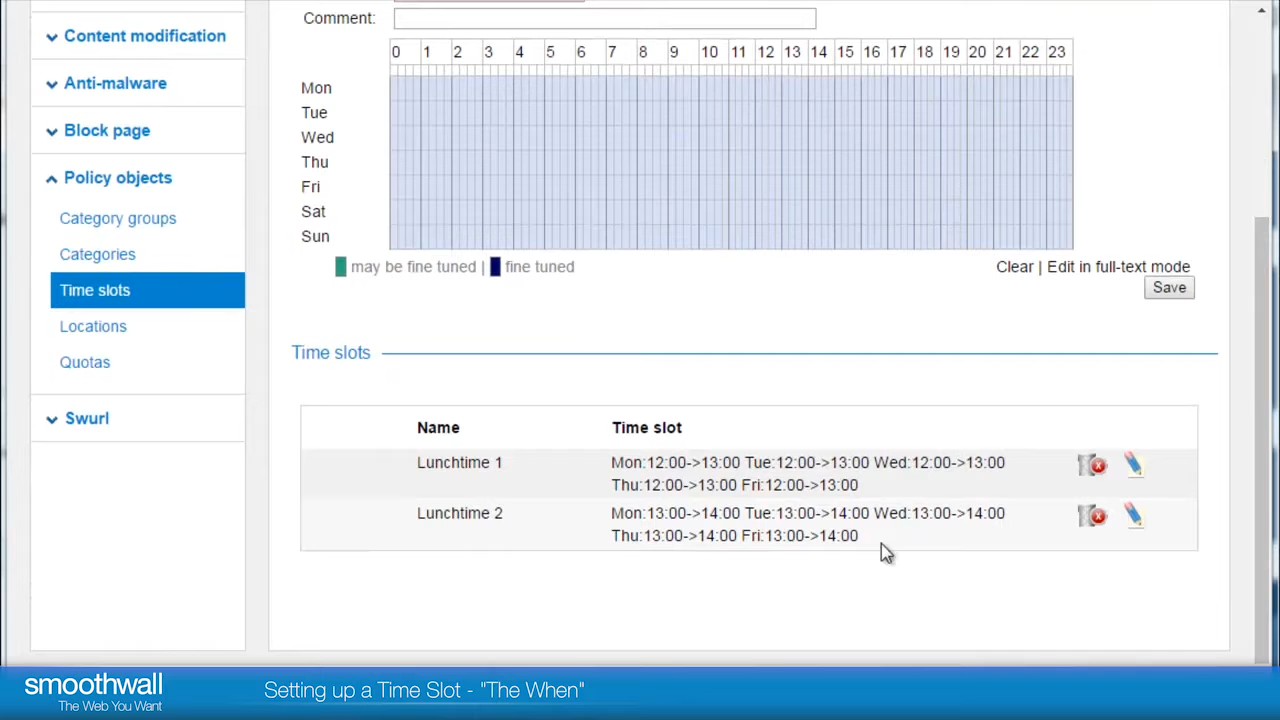 Content modification
Anti-malware
Block page
Policy objects
Category groups
Categories
Time slots
Locations
Quotas
Swurl
Comment:
0 1 2 3 4 5 6 7 8 9 10 11 12 13 14 15 16 17 18 19 20 21 22 23
Mon
Tue
Wed
Thu
Fri
Sat
Sun
may be fine tuned | fine tuned
Clear | Edit in full-text mode
Save
Time slots
Name Time slot
Lunchtime 1 Mon:12:00->13:00 Tue:12:00->13:00 Wed:12:00->13:00
Thu:12:00->13:00 Fri:12:00->13:00
Lunchtime 2 Mon:13:00->14:00 Tue:13:00->14:00 Wed:13:00->14:00
Thu:13:00->14:00 Fri:13:00->14:00
smoothwall
The Web You Want
Setting up a Time Slot - "The When"